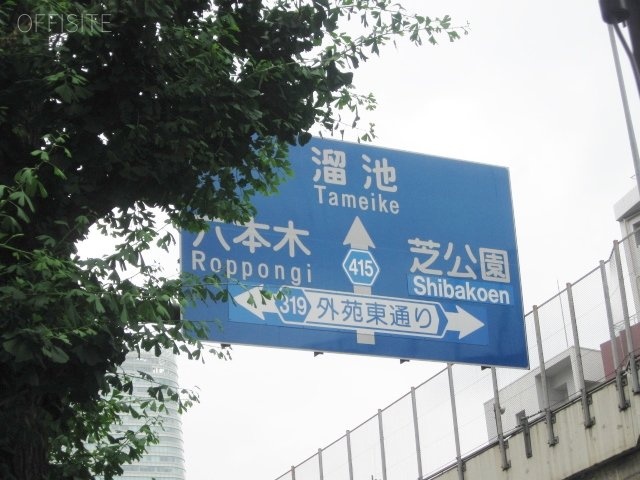 OFFISITE
溜池
Tameike
六本木
Roppongi
415
芝公園
Shibakoen
319 外苑東通り